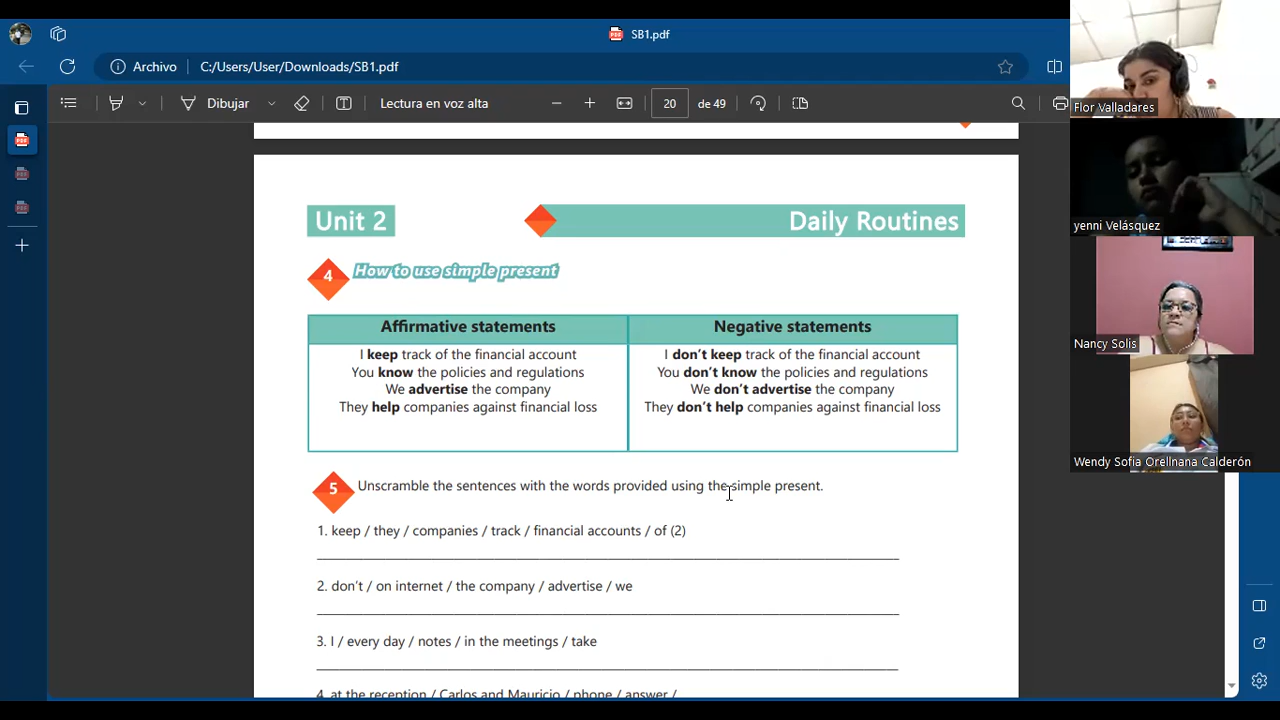 SB1.pdf
Archivo C:/Users/User/Downloads/SB1.pdf
Dibujar Lectura en voz alta 20 de 49
Unit 2 Daily Routines
4 How to use simple present
Affirmative statements Negative statements
I keep track of the financial account I don't keep track of the financial account
You know the policies and regulations You don't know the policies and regulations
We advertise the company We don't advertise the company
They help companies against financial loss They don't help companies against financial loss
5 Unscramble the sentences with the words provided using the simple present.
1. keep / they / companies / track / financial accounts / of (2)
2. don't / on internet / the company / advertise / we
3. I / every day / notes / in the meetings / take
4. at the reception / Carlos and Mauricio / phone / answer /
Flor Valladares
yenni Velásquez
Nancy Solis
Wendy Sofia Orellnana Calderón